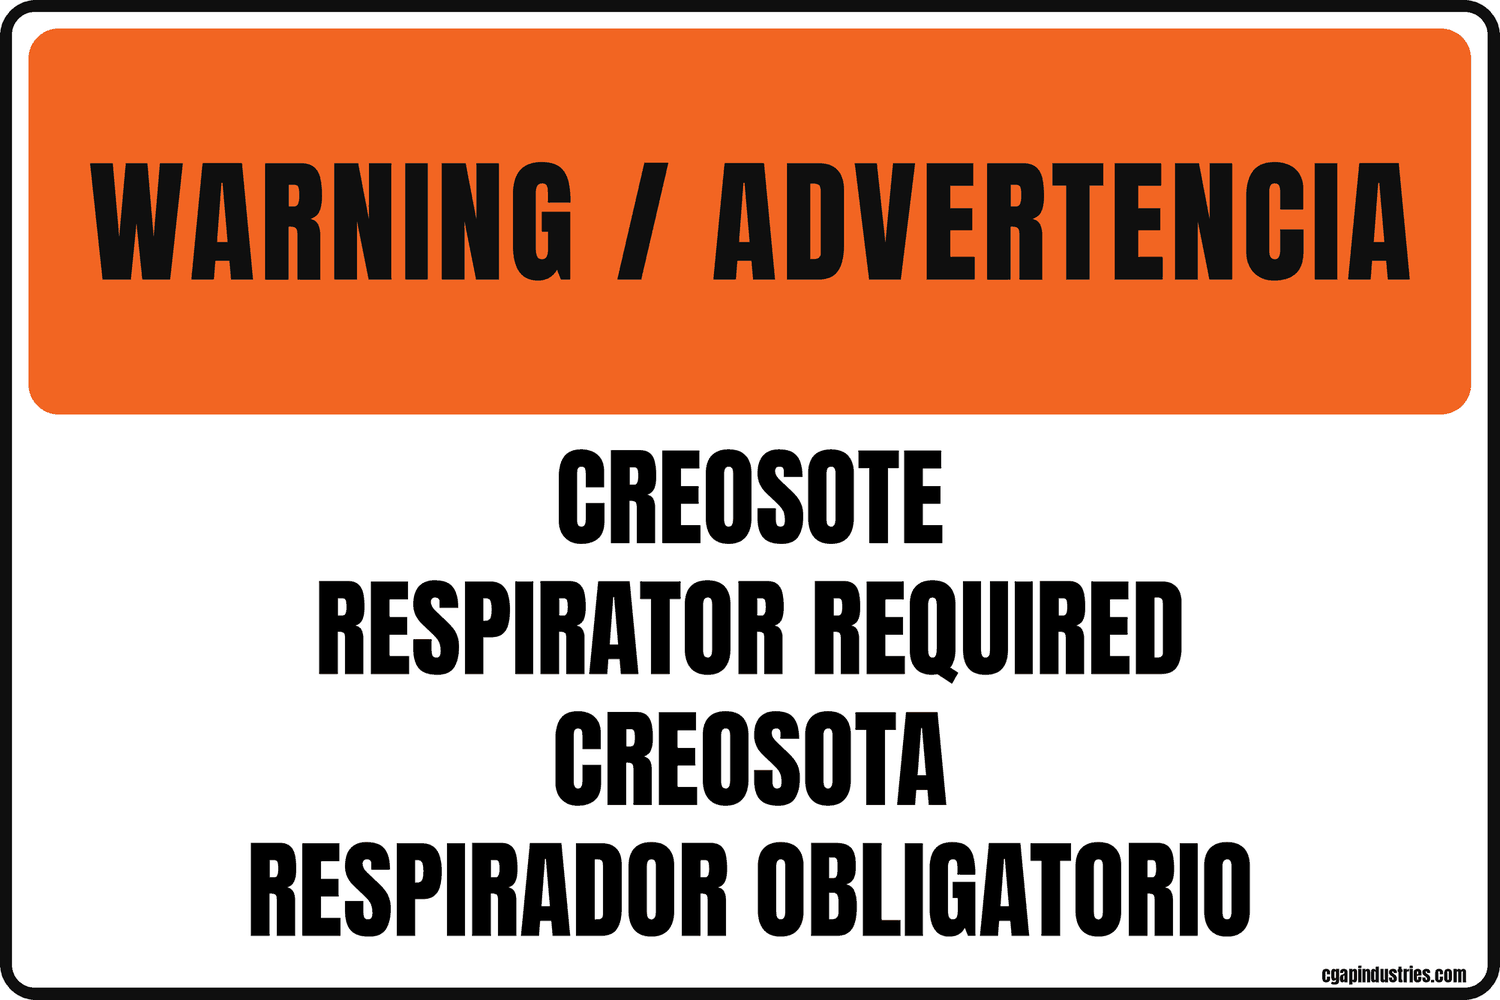 WARNING / ADVERTENCIA
CREOSOTE
RESPIRATOR REQUIRED
CREOSOTA
RESPIRADOR OBLIGATORIO
cgapindustries.com